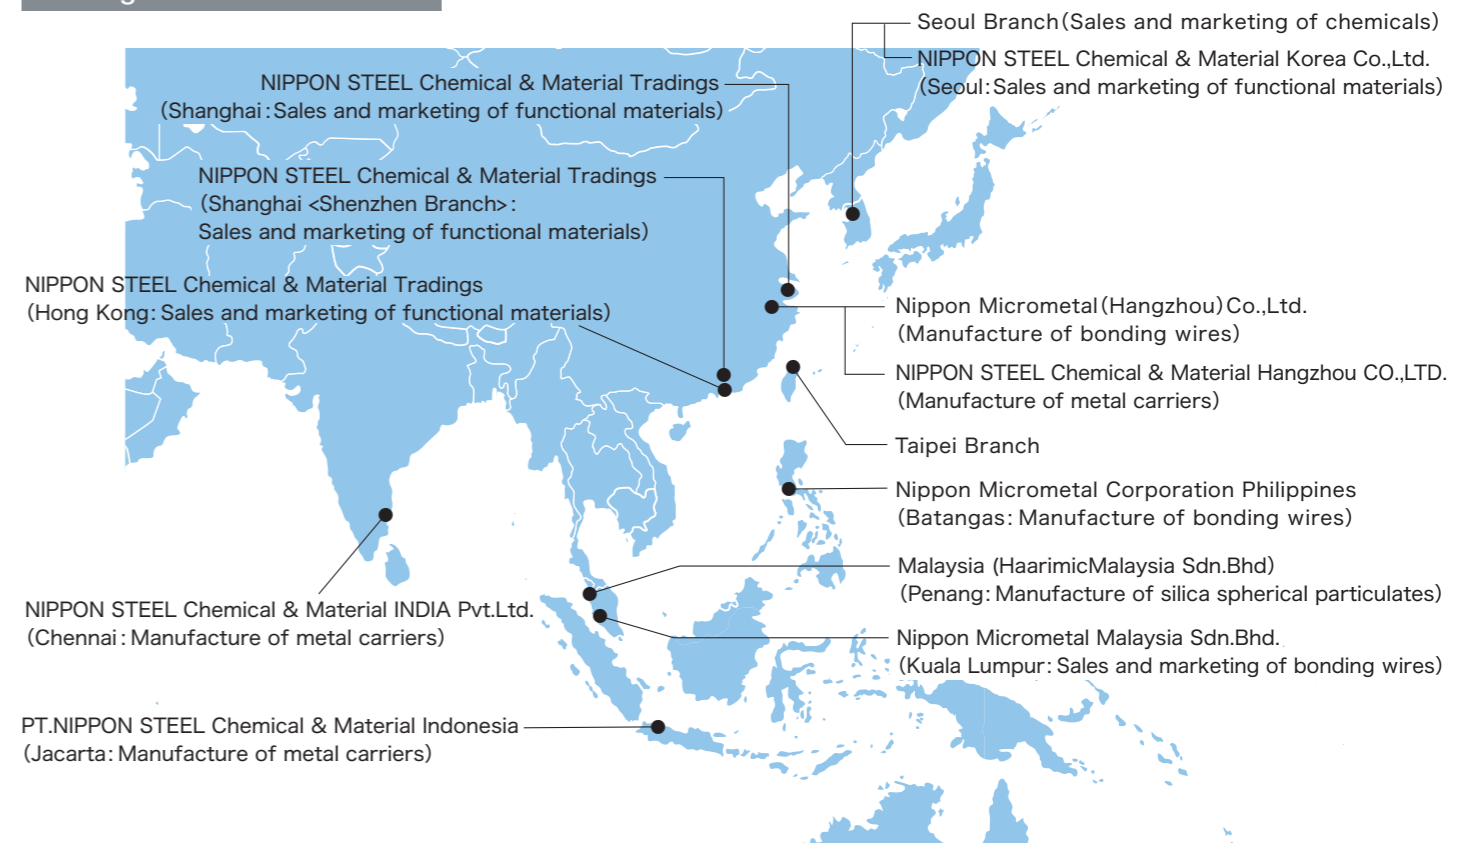 Seoul Branch(Sales and marketing of chemicals)
NIPPON STEEL Chemical & Material Korea Co.,Ltd.
(Seoul:Sales and marketing of functional materials)
NIPPON STEEL Chemical & Material Tradings
(Shanghai:Sales and marketing of functional materials)
NIPPON STEEL Chemical & Material Tradings
(Shanghai <Shenzhen Branch>:
Sales and marketing of functional materials)
NIPPON STEEL Chemical & Material Tradings
(Hong Kong: Sales and marketing of functional materials)
Nippon Micrometal(Hangzhou)Co.,Ltd.
(Manufacture of bonding wires)
NIPPON STEEL Chemical & Material Hangzhou CO.,LTD.
(Manufacture of metal carriers)
Taipei Branch
Nippon Micrometal Corporation Philippines
(Batangas: Manufacture of bonding wires)
Malaysia (HaarimicMalaysia Sdn.Bhd)
(Penang: Manufacture of silica spherical particulates)
NIPPON STEEL Chemical & Material INDIA Pvt.Ltd.
(Chennai: Manufacture of metal carriers)
Nippon Micrometal Malaysia Sdn.Bhd.
(Kuala Lumpur: Sales and marketing of bonding wires)
PT.NIPPON STEEL Chemical & Material Indonesia
(Jacarta: Manufacture of metal carriers)